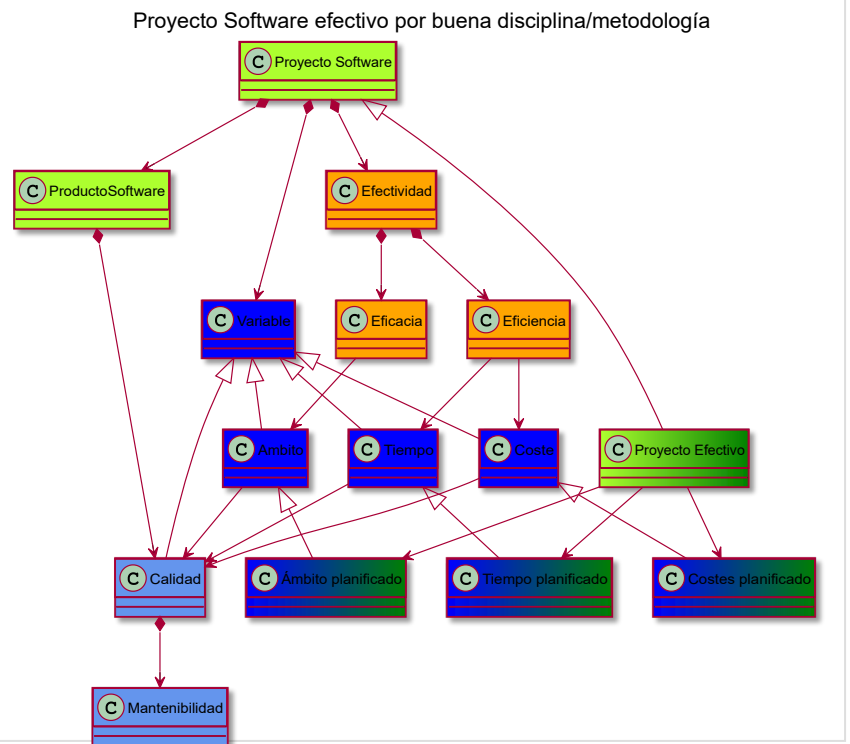 Proyecto Software efectivo por buena disciplina/metodología
C Proyecto Software
C ProductoSoftware
C Efectividad
C Variable
C Eficacia
C Eficiencia
C Ambito
C Tiempo
C Coste
C Proyecto Efectivo
C Calidad
C Ámbito planificado
C Tiempo planificado
C Costes planificado
C Mantenibilidad